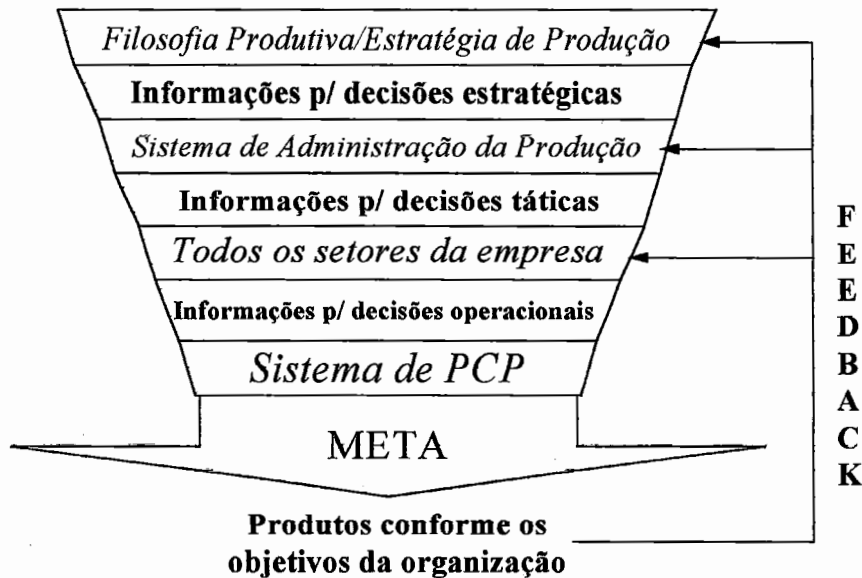 Filosofia Produtiva/Estratégia de Produção
Informações p/ decisões estratégicas
Sistema de Administração da Produção
Informações p/ decisões táticas
Todos os setores da empresa
Informações p/ decisões operacionais
Sistema de PCP
META
Produtos conforme os
objetivos da organização
F
E
E
D
B
A
C
K